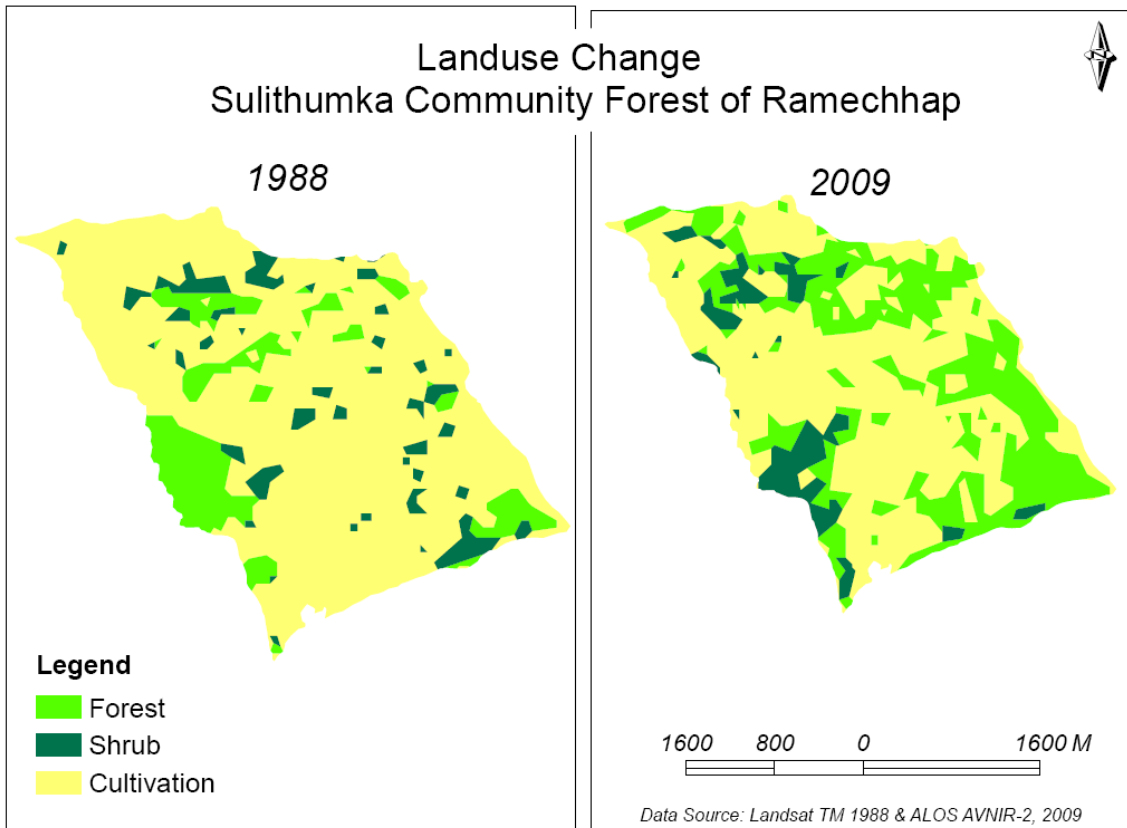 Landuse Change
Sulithumka Community Forest of Ramechhap
1988
2009
Legend
Forest
Shrub
Cultivation
1600 800 0 1600 M
Data Source: Landsat TM 1988 & ALOS AVNIR-2, 2009
N